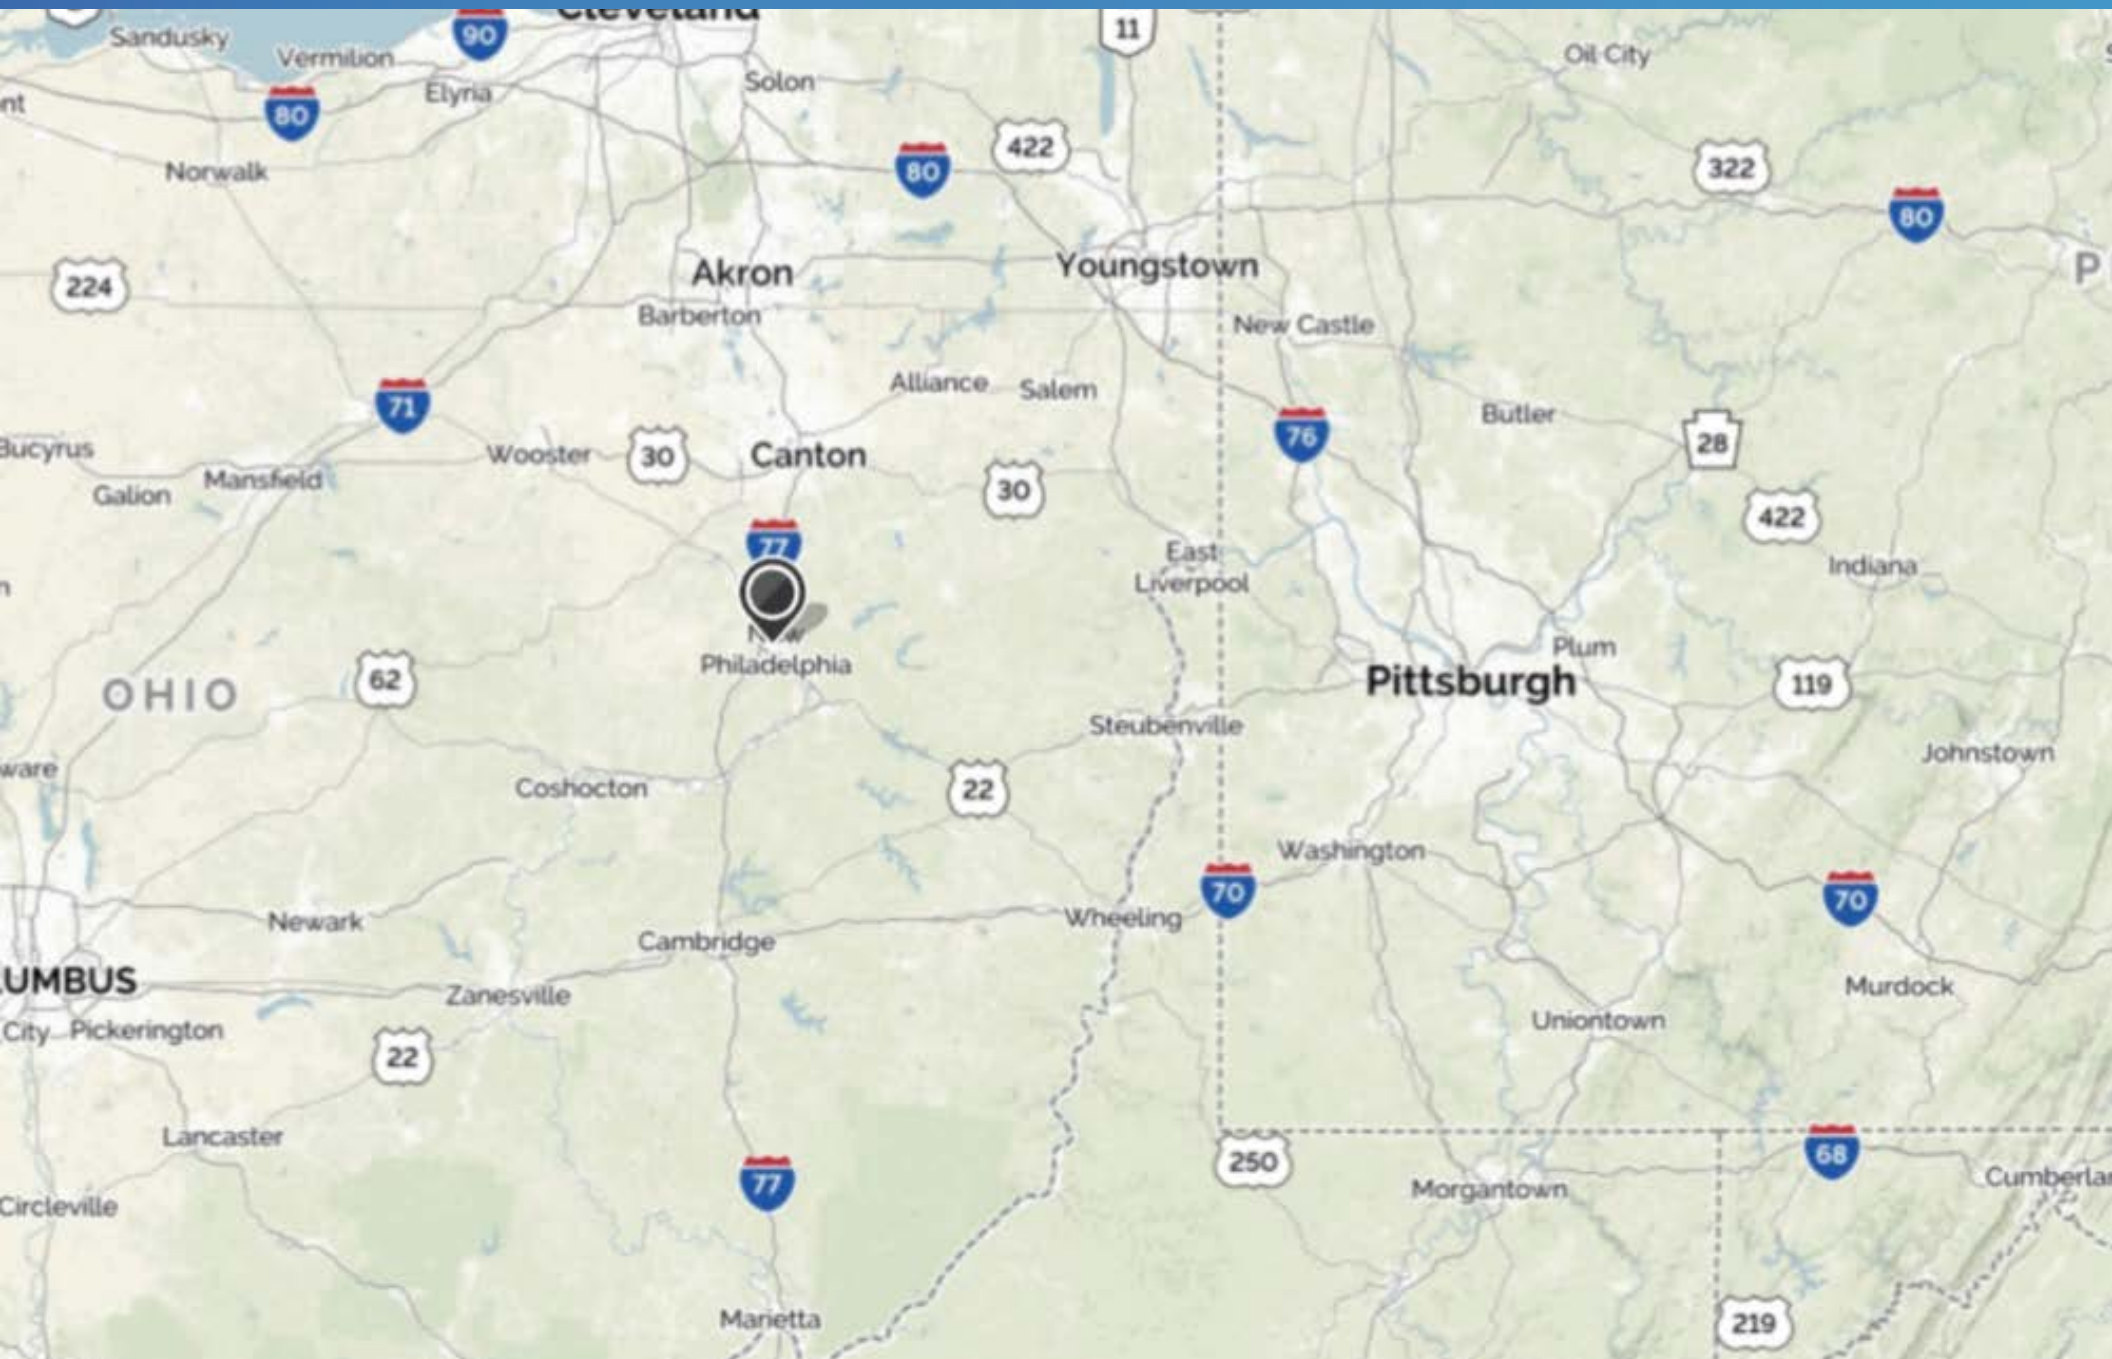 Cleveland
90
11
Sandusky
Vermilion
Oil City
Elyria
Solon
80
422
80
322
Norwalk
80
224
Akron
Youngstown
Barberton
New Castle
71
Alliance
Salem
Butler
76
28
Bucyrus
Wooster
30
Canton
Galion
Mansfield
30
422
77
East
Liverpool
Indiana
New
Philadelphia
Plum
62
OHIO
Pittsburgh
119
Steubenville
Johnstown
ware
Coshocton
22
Washington
70
70
Newark
Wheeling
Cambridge
UMBUS
Zanesville
Murdock
City
Pickerington
Uniontown
22
Lancaster
250
68
77
Morgantown
Cumberlan
Circleville
Marietta
219